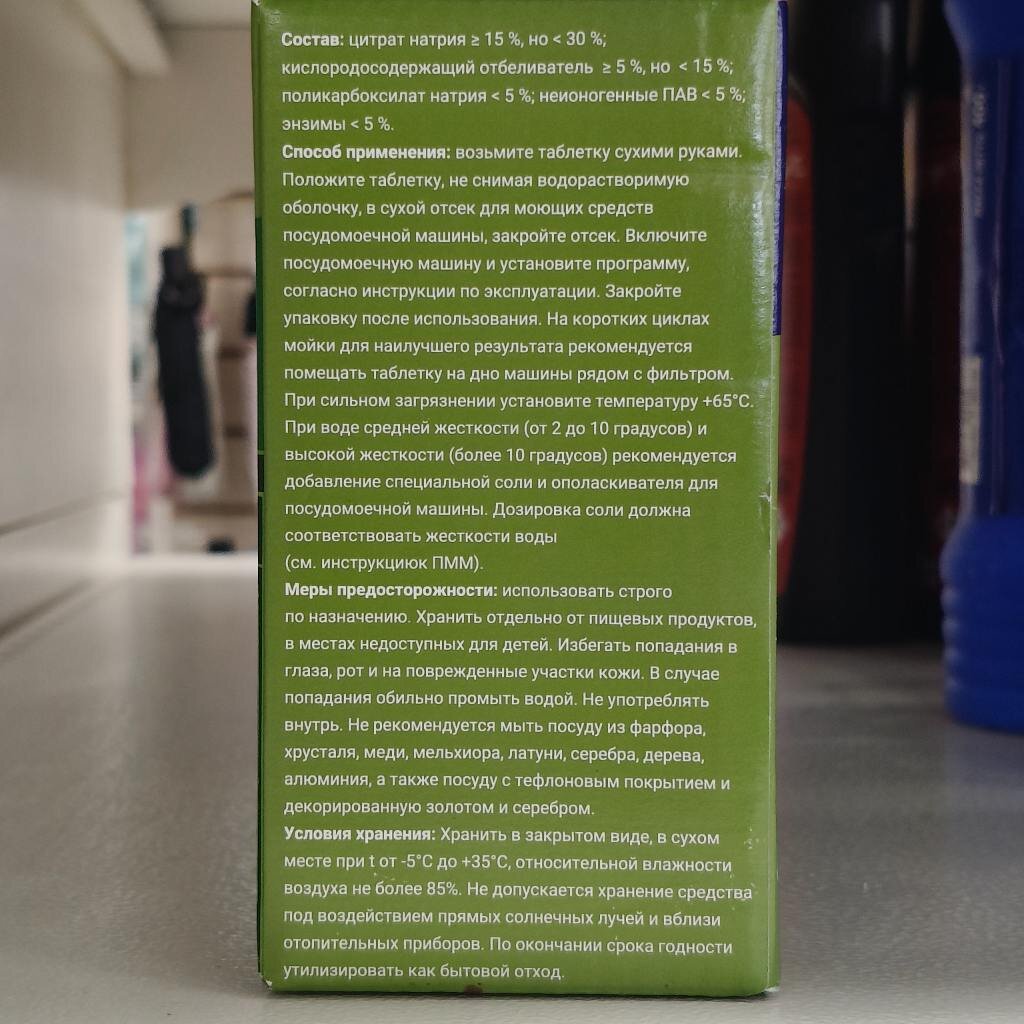 Состав: цитрат натрия ≥ 15 %, но < 30 %;
кислородосодержащий отбеливатель ≥ 5 %, но < 15 %;
поликарбоксилат натрия < 5 %; неионогенные ПАВ < 5 %;
энзимы < 5 %.
Способ применения: возьмите таблетку сухими руками.
Положите таблетку, не снимая водорастворимую
оболочку, в сухой отсек для моющих средств
посудомоечной машины, закройте отсек. Включите
посудомоечную машину и установите программу,
согласно инструкции по эксплуатации. Закройте
упаковку после использования. На коротких циклах
мойки для наилучшего результата рекомендуется
помещать таблетку на дно машины рядом с фильтром.
При сильном загрязнении установите температуру +65°C.
При воде средней жесткости (от 2 до 10 градусов) и
высокой жесткости (более 10 градусов) рекомендуется
добавление специальной соли и ополаскивателя для
посудомоечной машины. Дозировка соли должна
соответствовать жесткости воды
(см. инструкциюк ПММ).
Меры предосторожности: использовать строго
по назначению. Хранить отдельно от пищевых продуктов,
в местах недоступных для детей. Избегать попадания в
глаза, рот и на поврежденные участки кожи. В случае
попадания обильно промыть водой. Не употреблять
внутрь. Не рекомендуется мыть посуду из фарфора,
хрусталя, меди, мельхиора, латуни, серебра, дерева,
алюминия, а также посуду с тефлоновым покрытием и
декорированную золотом и серебром.
Условия хранения: Хранить в закрытом виде, в сухом
месте при t от -5°C до +35°C, относительной влажности
воздуха не более 85%. Не допускается хранение средства
под воздействием прямых солнечных лучей и вблизи
отопительных приборов. По окончании срока годности
утилизировать как бытовой отход.